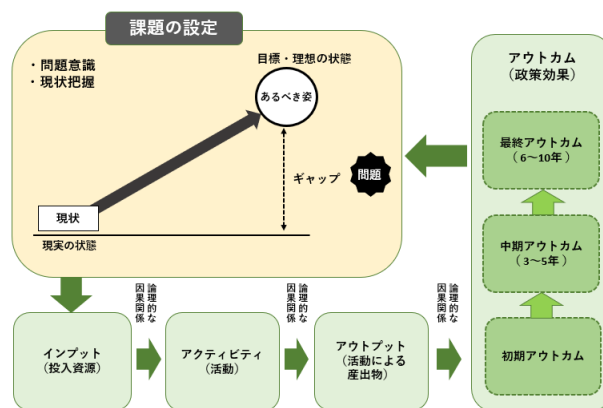 課題の設定
・問題意識
・現状把握
目標・理想の状態
あるべき姿
ギャップ
問題
現状
現実の状態
アウトカム
（政策効果）
最終アウトカム
（6～10年）
中期アウトカム
（3～5年）
初期アウトカム
論理的な
因果関係
論理的な
因果関係
論理的な
因果関係
インプット
（投入資源）
アクティビティ
（活動）
アウトプット
（活動による
産出物）